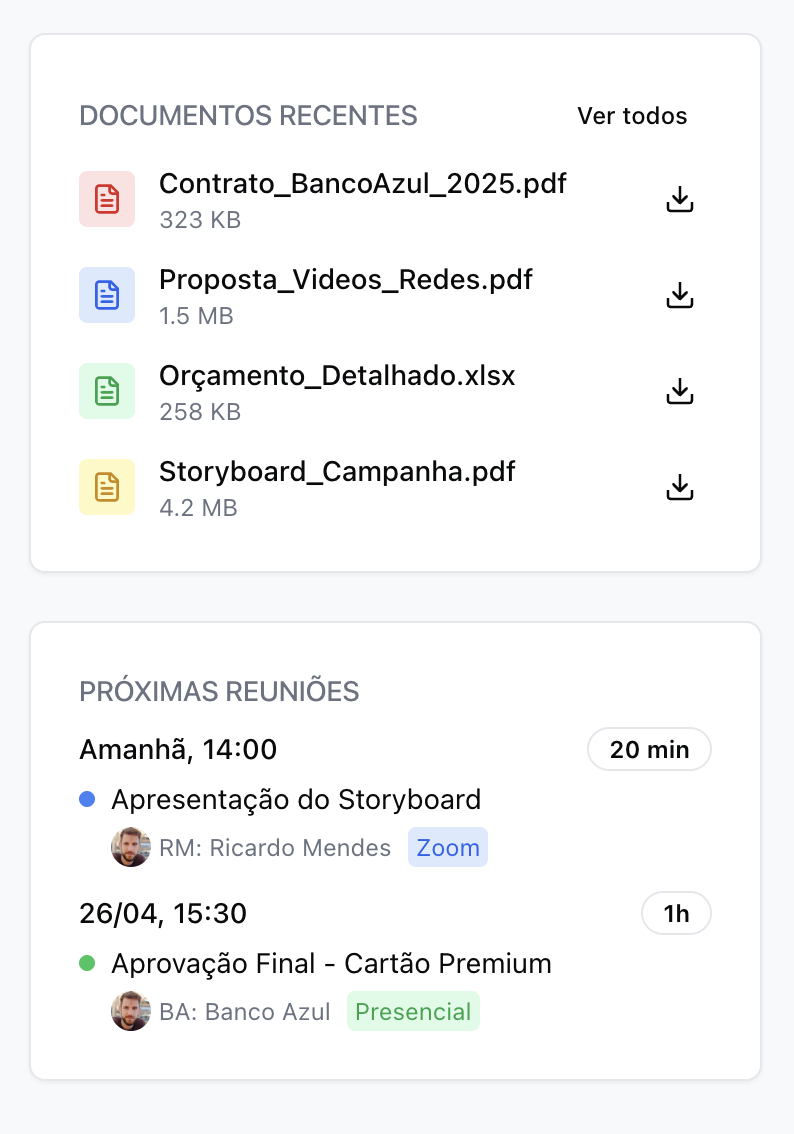 DOCUMENTOS RECENTES
Ver todos
Contrato_BancoAzul_2025.pdf
323 KB
Proposta_Videos_Redes.pdf
1.5 MB
Orçamento_Detalhado.xlsx
258 KB
Storyboard_Campanha.pdf
4.2 MB
PRÓXIMAS REUNIÕES
Amanhã, 14:00
20 min
Apresentação do Storyboard
RM: Ricardo Mendes
Zoom
26/04, 15:30
1h
Aprovação Final - Cartão Premium
BA: Banco Azul
Presencial